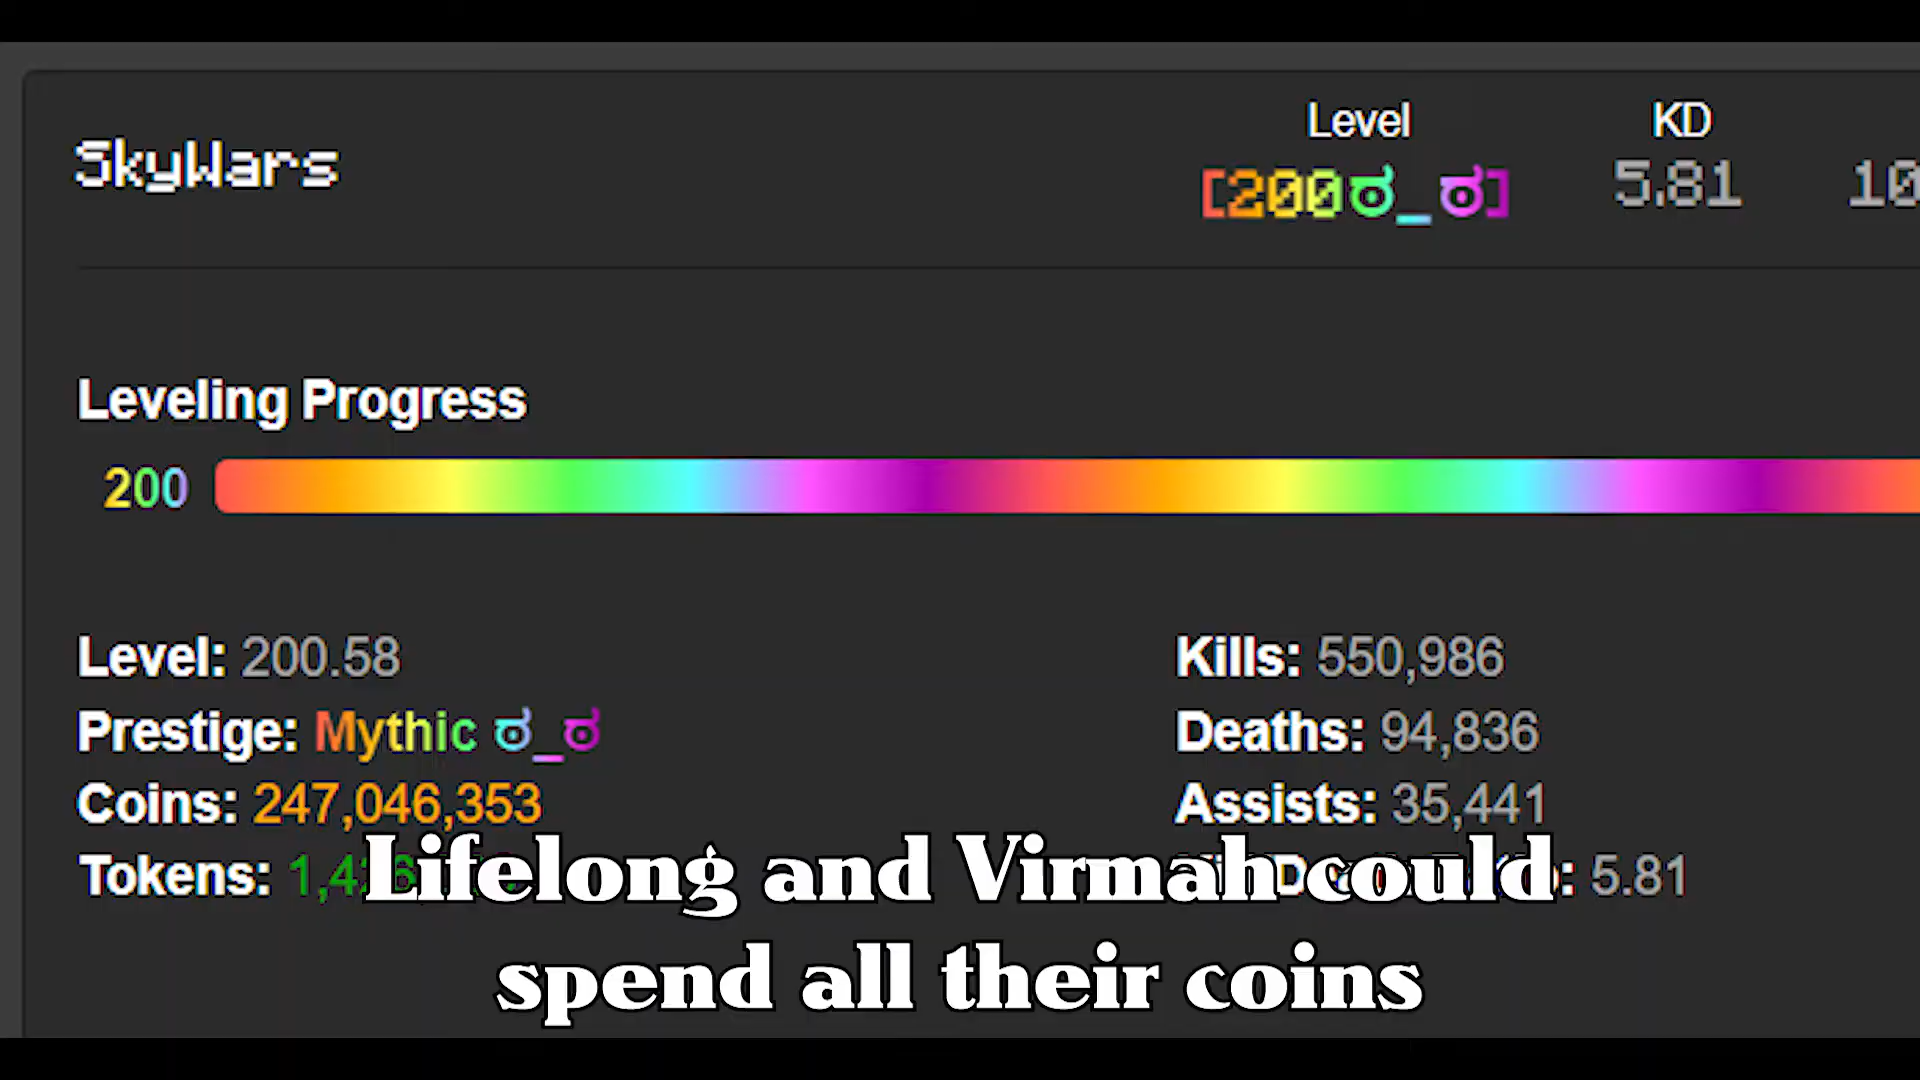 SkyWars
Level
[200ಠ_ಠ]
KD
5.81
10
Leveling Progress
200
Level: 200.58
Prestige: Mythic ಠ_ಠ
Coins: 247,046,353
Tokens:
Kills: 550,986
Deaths: 94,836
Assists: 35,441
5.81
Lifelong and Virmah could
spend all their coins